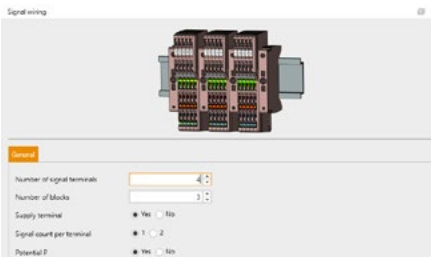 Signal wiring
General
Number of signal terminals 4
Number of blocks 3
Supply terminal Yes No
Signal count per terminal 1 2
Potential P Yes No